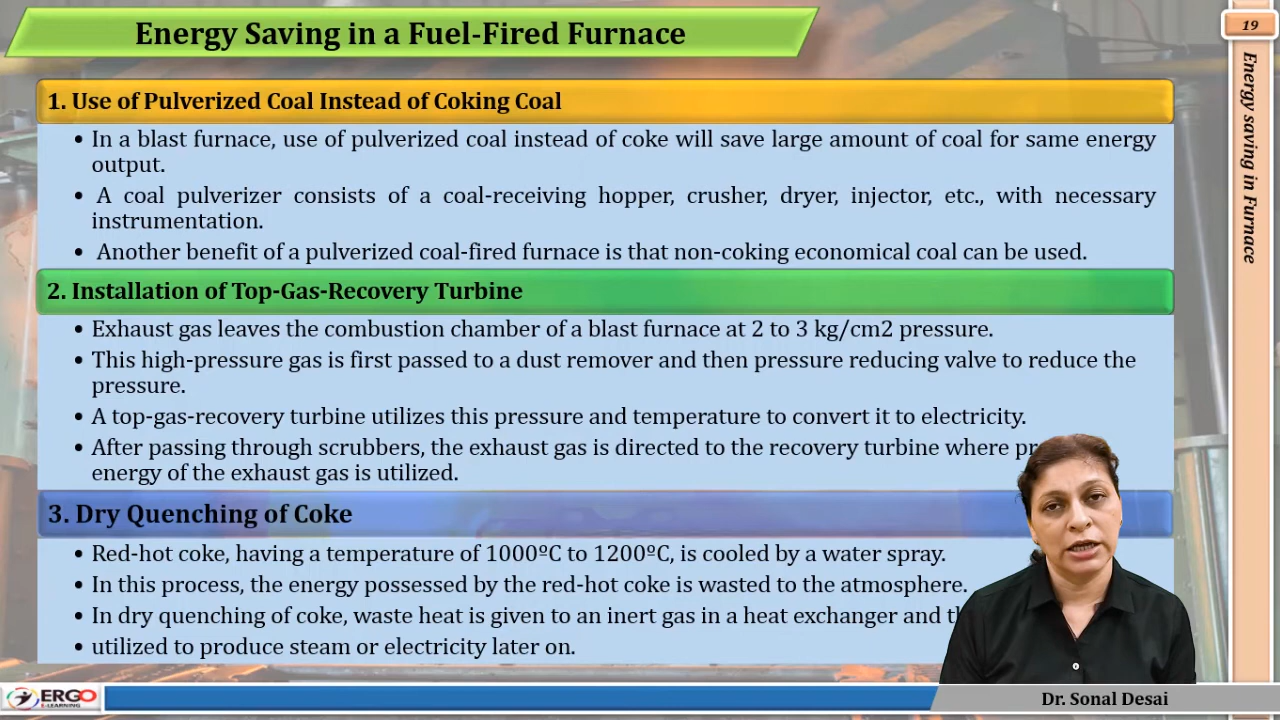 Energy Saving in a Fuel-Fired Furnace
19
Energy saving in Furnace
1. Use of Pulverized Coal Instead of Coking Coal
• In a blast furnace, use of pulverized coal instead of coke will save large amount of coal for same energy
output.
• A coal pulverizer consists of a coal-receiving hopper, crusher, dryer, injector, etc., with necessary
instrumentation.
• Another benefit of a pulverized coal-fired furnace is that non-coking economical coal can be used.
2. Installation of Top-Gas-Recovery Turbine
• Exhaust gas leaves the combustion chamber of a blast furnace at 2 to 3 kg/cm2 pressure.
• This high-pressure gas is first passed to a dust remover and then pressure reducing valve to reduce the
pressure.
• A top-gas-recovery turbine utilizes this pressure and temperature to convert it to electricity.
• After passing through scrubbers, the exhaust gas is directed to the recovery turbine where
energy of the exhaust gas is utilized.
3. Dry Quenching of Coke
• Red-hot coke, having a temperature of 1000ºC to 1200ºC, is cooled by a water spray.
• In this process, the energy possessed by the red-hot coke is wasted to the atmosphere.
• In dry quenching of coke, waste heat is given to an inert gas in a heat exchanger and
• utilized to produce steam or electricity later on.
ERGO
E-LEARNING
Dr. Sonal Desai